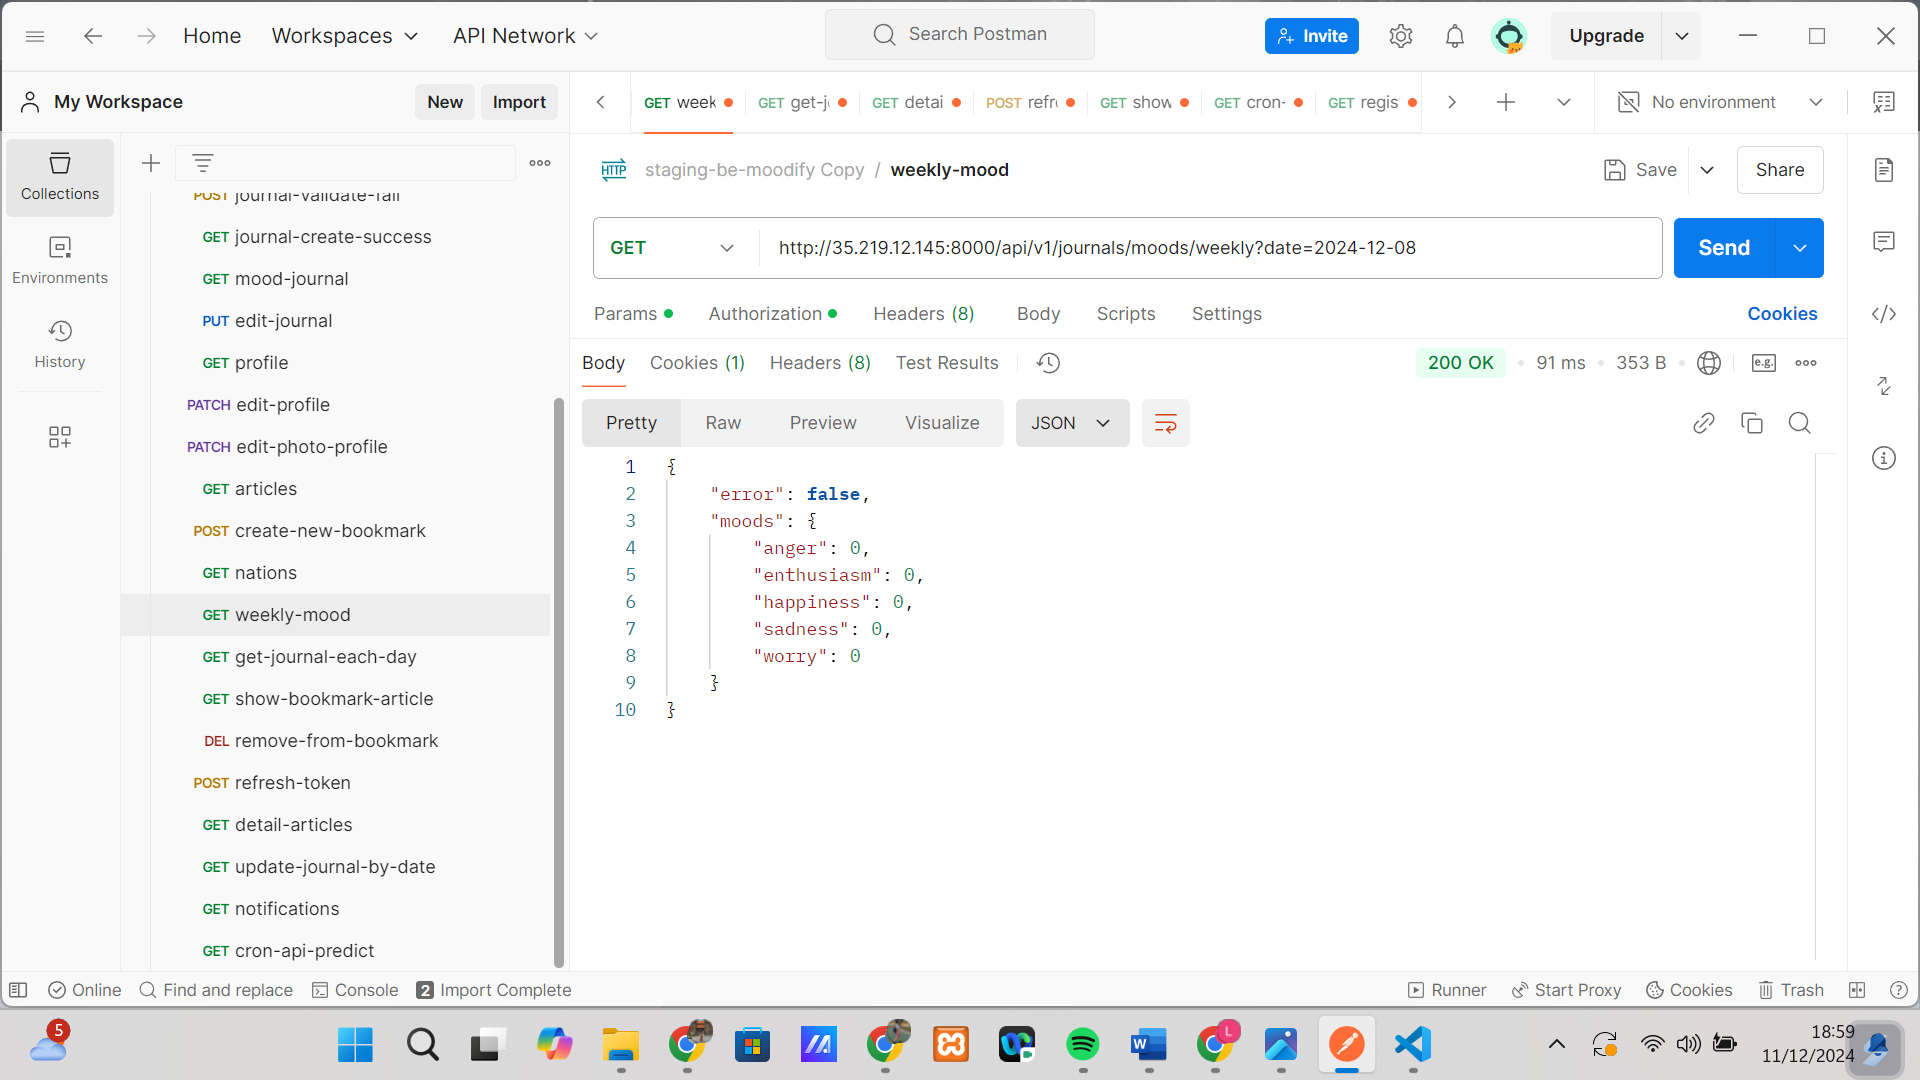 Home
Workspaces
API Network
Search Postman
Invite
Upgrade
My Workspace
New
Import
GET week
GET get-j
GET detai
POST refr
GET show
GET cron-
GET regis
No environment
Collections
Environments
History
POST journal-validate-fail
GET journal-create-success
GET mood-journal
PUT edit-journal
GET profile
PATCH edit-profile
PATCH edit-photo-profile
GET articles
POST create-new-bookmark
GET nations
GET weekly-mood
GET get-journal-each-day
GET show-bookmark-article
DEL remove-from-bookmark
POST refresh-token
GET detail-articles
GET update-journal-by-date
GET notifications
GET cron-api-predict
HTTP staging-be-moodify Copy / weekly-mood
Save
Share
GET
http://35.219.12.145:8000/api/v1/journals/moods/weekly?date=2024-12-08
Send
Params
Authorization
Headers (8)
Body
Scripts
Settings
Cookies
Body
Cookies (1)
Headers (8)
Test Results
200 OK
91 ms
353 B
e.g.
Pretty
Raw
Preview
Visualize
JSON
1 {
2 "error": false,
3 "moods": {
4 "anger": 0,
5 "enthusiasm": 0,
6 "happiness": 0,
7 "sadness": 0,
8 "worry": 0
9 }
10 }
Online
Find and replace
Console
2 Import Complete
Runner
Start Proxy
Cookies
Trash
5
W
L
18:59
11/12/2024